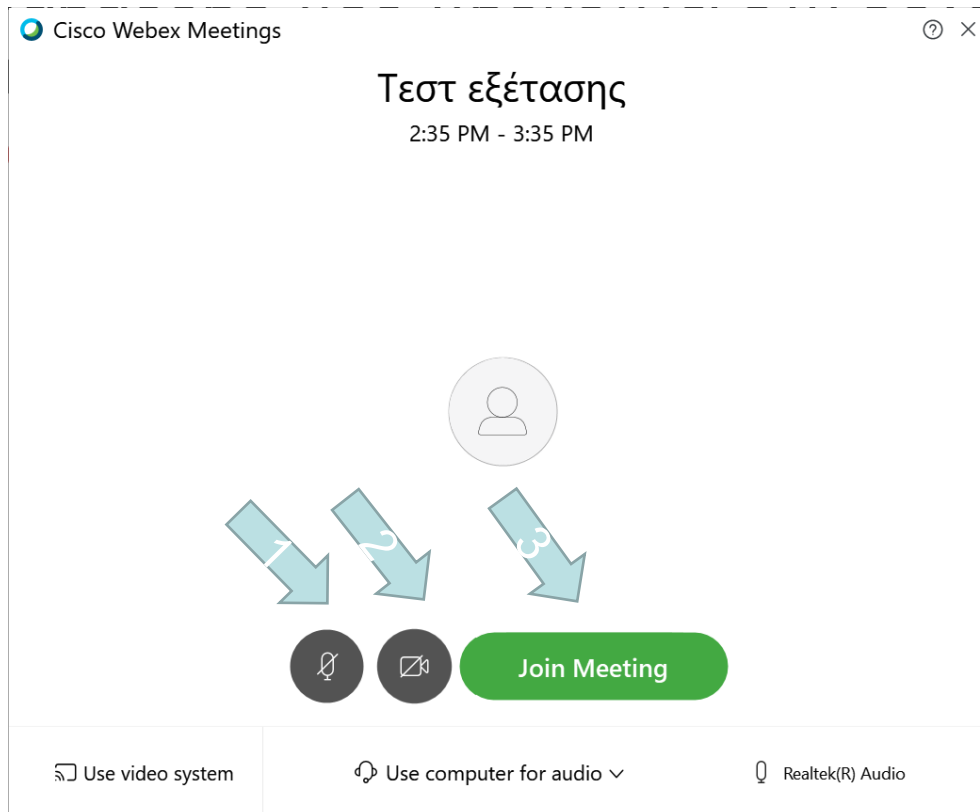 Cisco Webex Meetings
Τεστ εξέτασης
2:35 PM - 3:35 PM
1
2
3
Join Meeting
Use video system
Use computer for audio
Realtek(R) Audio